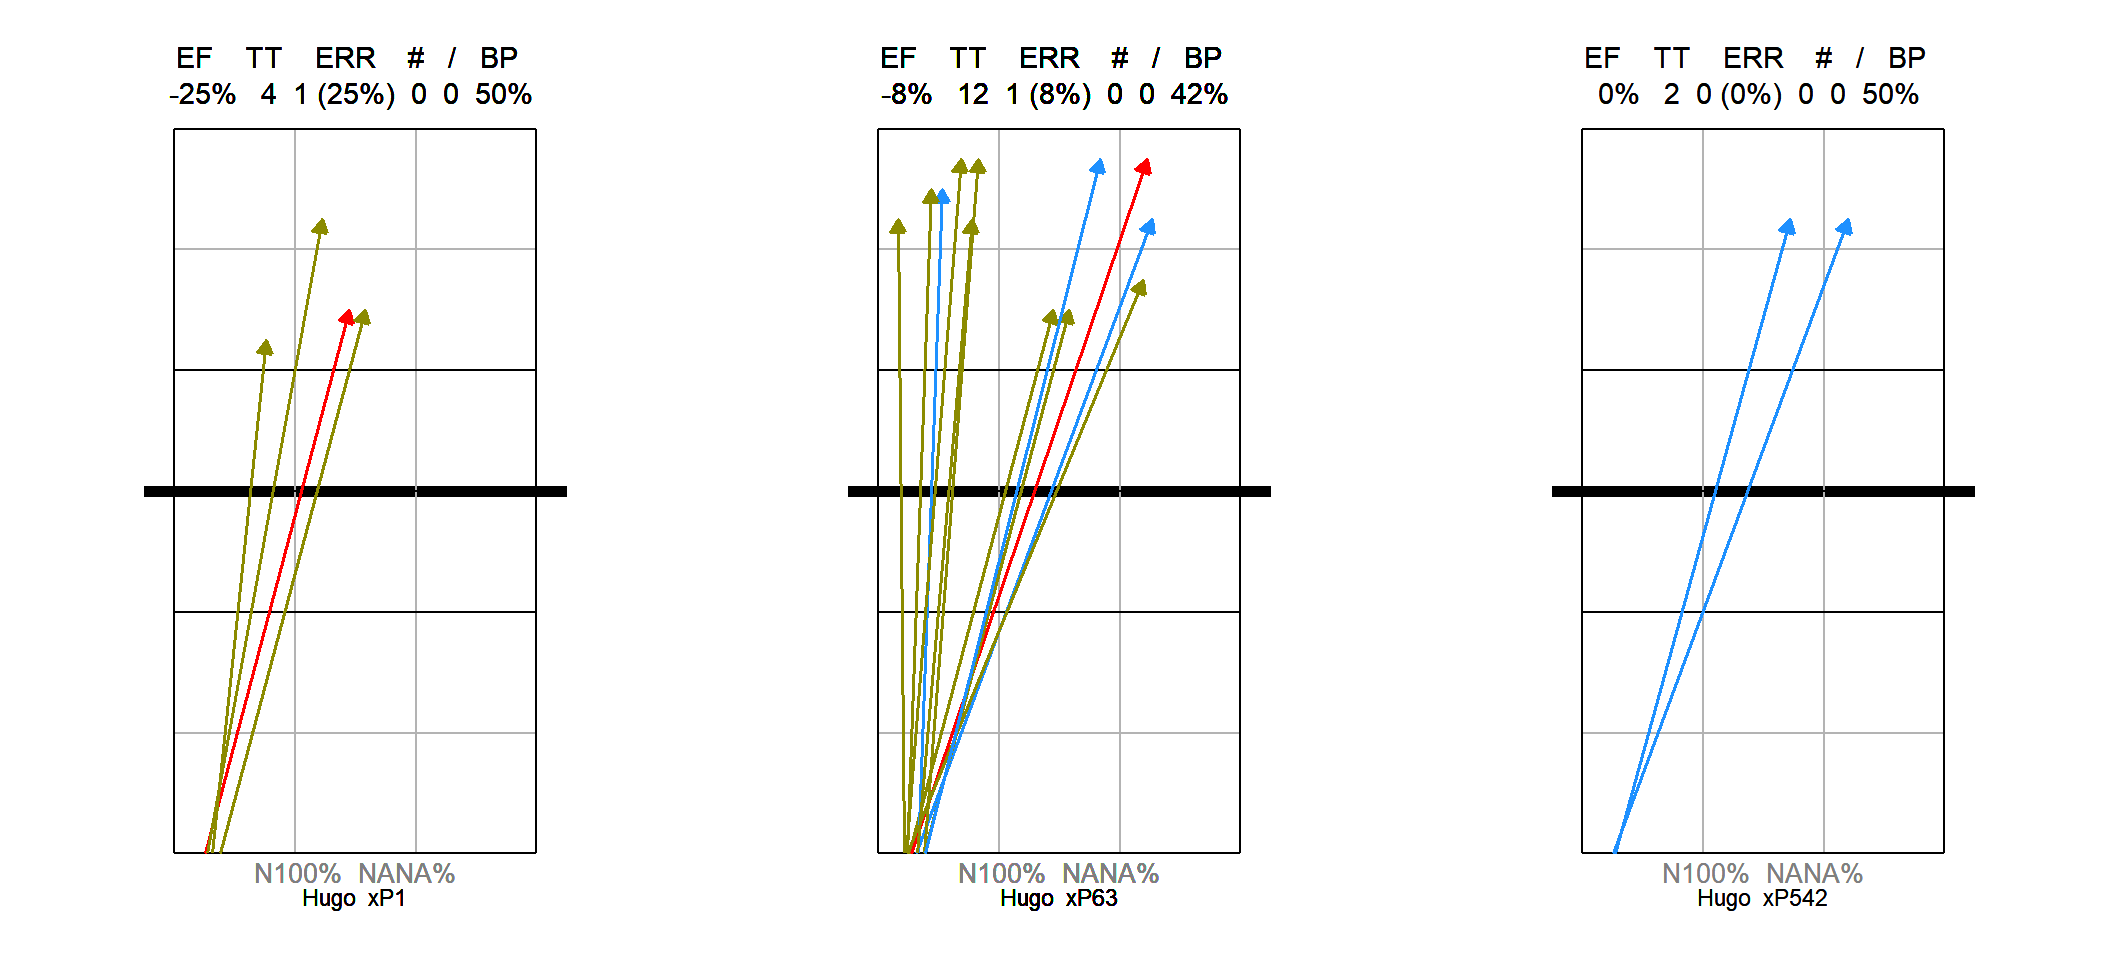 EF TT ERR # / BP
-25% 4 1 (25%) 0 0 50%
N100% NANA%
Hugo xP1
EF TT ERR # / BP
-8% 12 1 (8%) 0 0 42%
N100% NANA%
Hugo xP63
EF TT ERR # / BP
0% 2 0 (0%) 0 0 50%
N100% NANA%
Hugo xP542